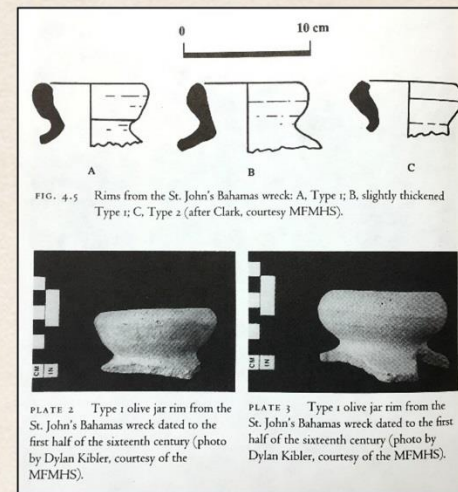 0 10 cm
A B C
FIG. 4.5 Rims from the St. John's Bahamas wreck: A, Type 1; B, slightly thickened
Type 1; C, Type 2 (after Clark, courtesy MFMHS).
CM IN
CM IN
PLATE 2 Type 1 olive jar rim from the
St. John's Bahamas wreck dated to the
first half of the sixteenth century (photo
by Dylan Kibler, courtesy of the
MFMHS).
PLATE 3 Type 1 olive jar rim from the
St. John's Bahamas wreck dated to the first
half of the sixteenth century (photo by
Dylan Kibler, courtesy of the MFMHS).